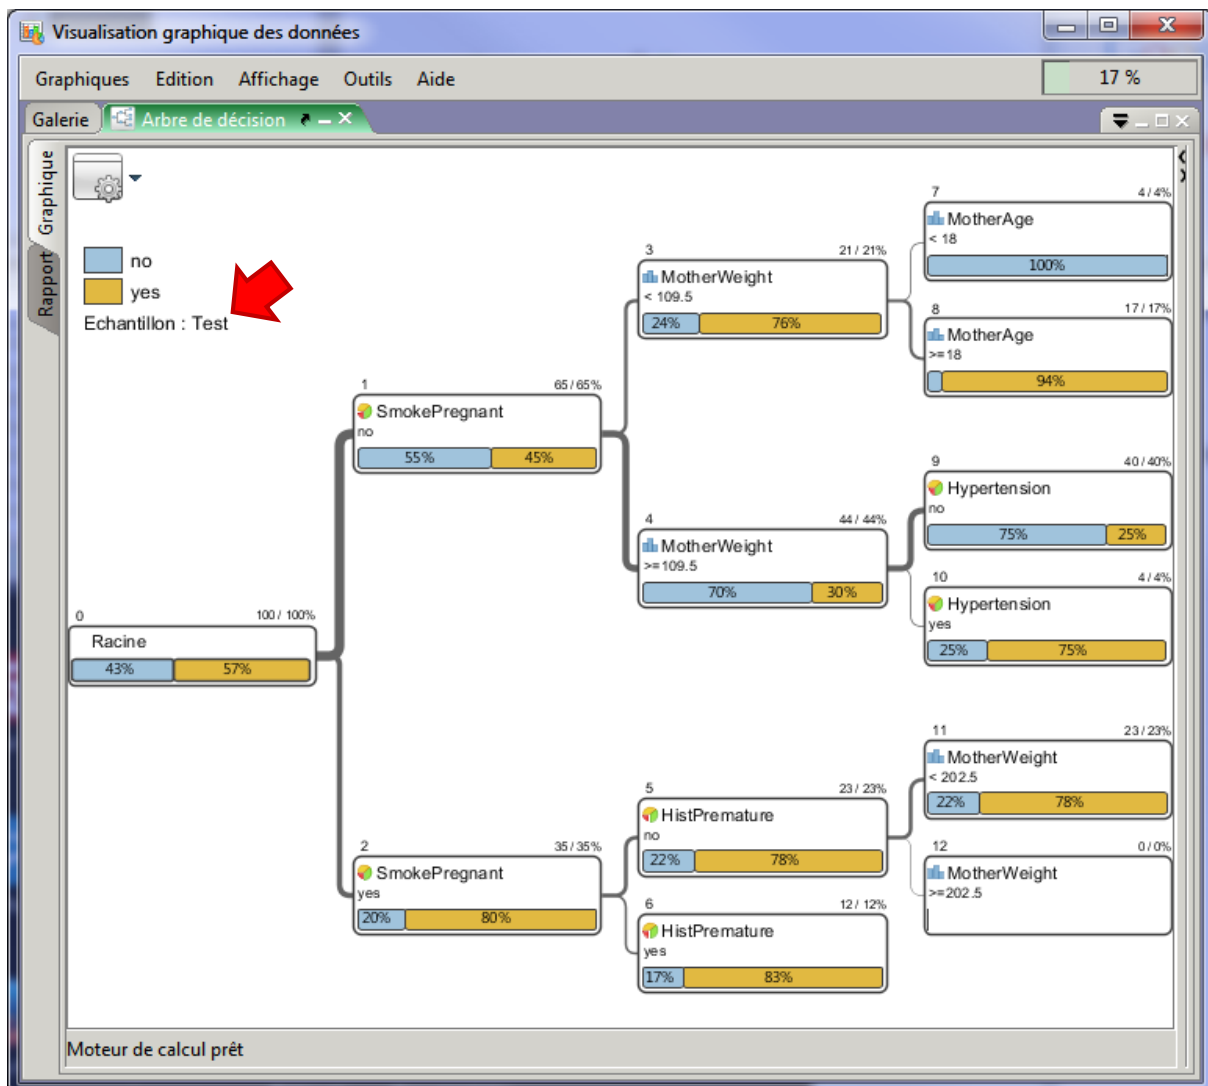 Visualisation graphique des données
Graphiques Edition Affichage Outils Aide 17 %
Galerie Arbre de décision
Graphique
Rapport
no
yes
Echantillon : Test
0 100 / 100%
Racine
43% 57%
1 65 / 65%
SmokePregnant
no
55% 45%
2 35 / 35%
SmokePregnant
yes
20% 80%
3 21 / 21%
MotherWeight
< 109.5
24% 76%
4 44 / 44%
MotherWeight
>=109.5
70% 30%
5 23 / 23%
HistPremature
no
22% 78%
6 12 / 12%
HistPremature
yes
17% 83%
7 4 / 4%
MotherAge
< 18
100%
8 17 / 17%
MotherAge
>=18
94%
9 40 / 40%
Hypertension
no
75% 25%
10 4 / 4%
Hypertension
yes
25% 75%
11 23 / 23%
MotherWeight
< 202.5
22% 78%
12 0 / 0%
MotherWeight
>=202.5
Moteur de calcul prêt